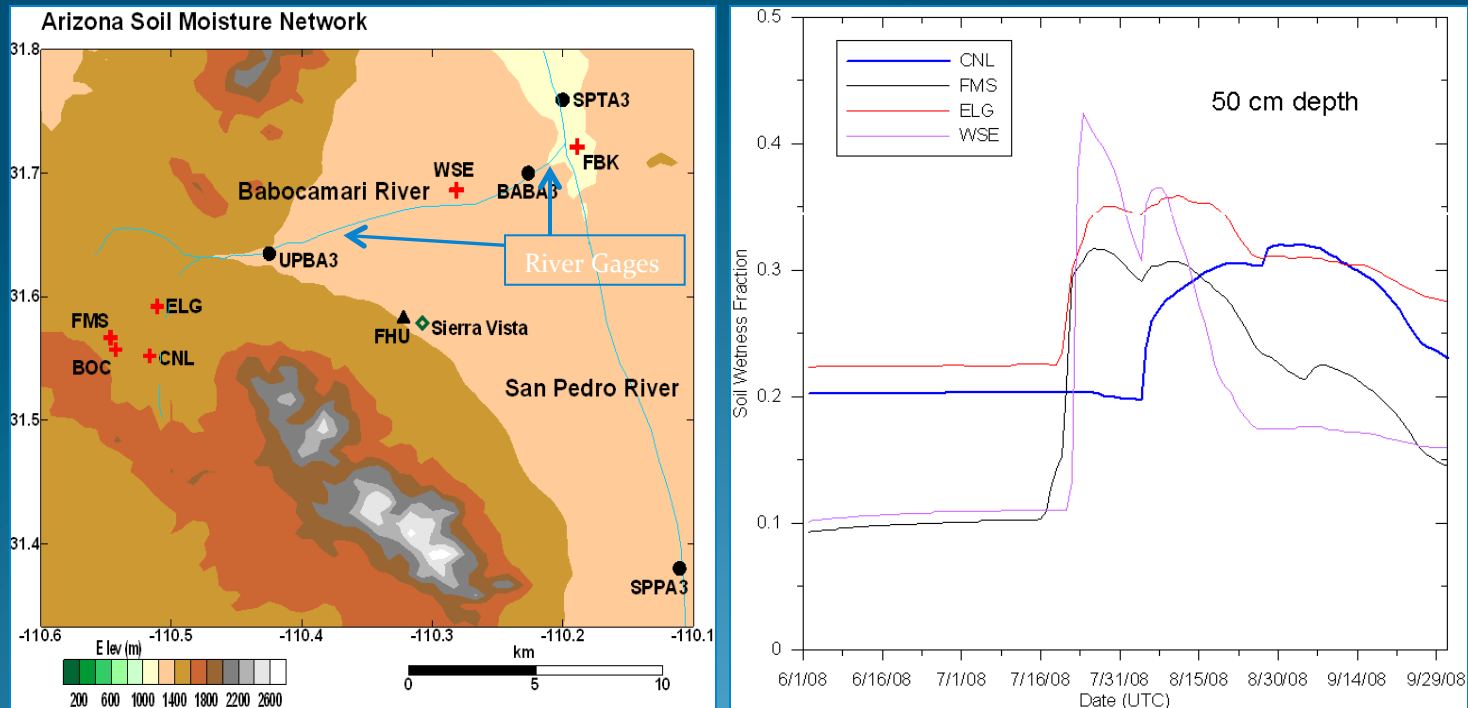 Arizona Soil Moisture Network
31.8
31.7
31.6
31.5
31.4
-110.6
-110.5
-110.4
-110.3
-110.2
-110.1
SPTA3
FBK
WSE
BABA3
Babocamari River
UPBA3
River Gages
ELG
FMS
BOC
CNL
FHU
Sierra Vista
San Pedro River
SPPA3
Elev (m)
200 600 1000 1400 1800 2200 2600
km
0 5 10
CNL
FMS
ELG
WSE
50 cm depth
Soil Wetness Fraction
0.5
0.4
0.3
0.2
0.1
0
6/1/08 6/16/08 7/1/08 7/16/08 7/31/08 8/15/08 8/30/08 9/14/08 9/29/08
Date (UTC)